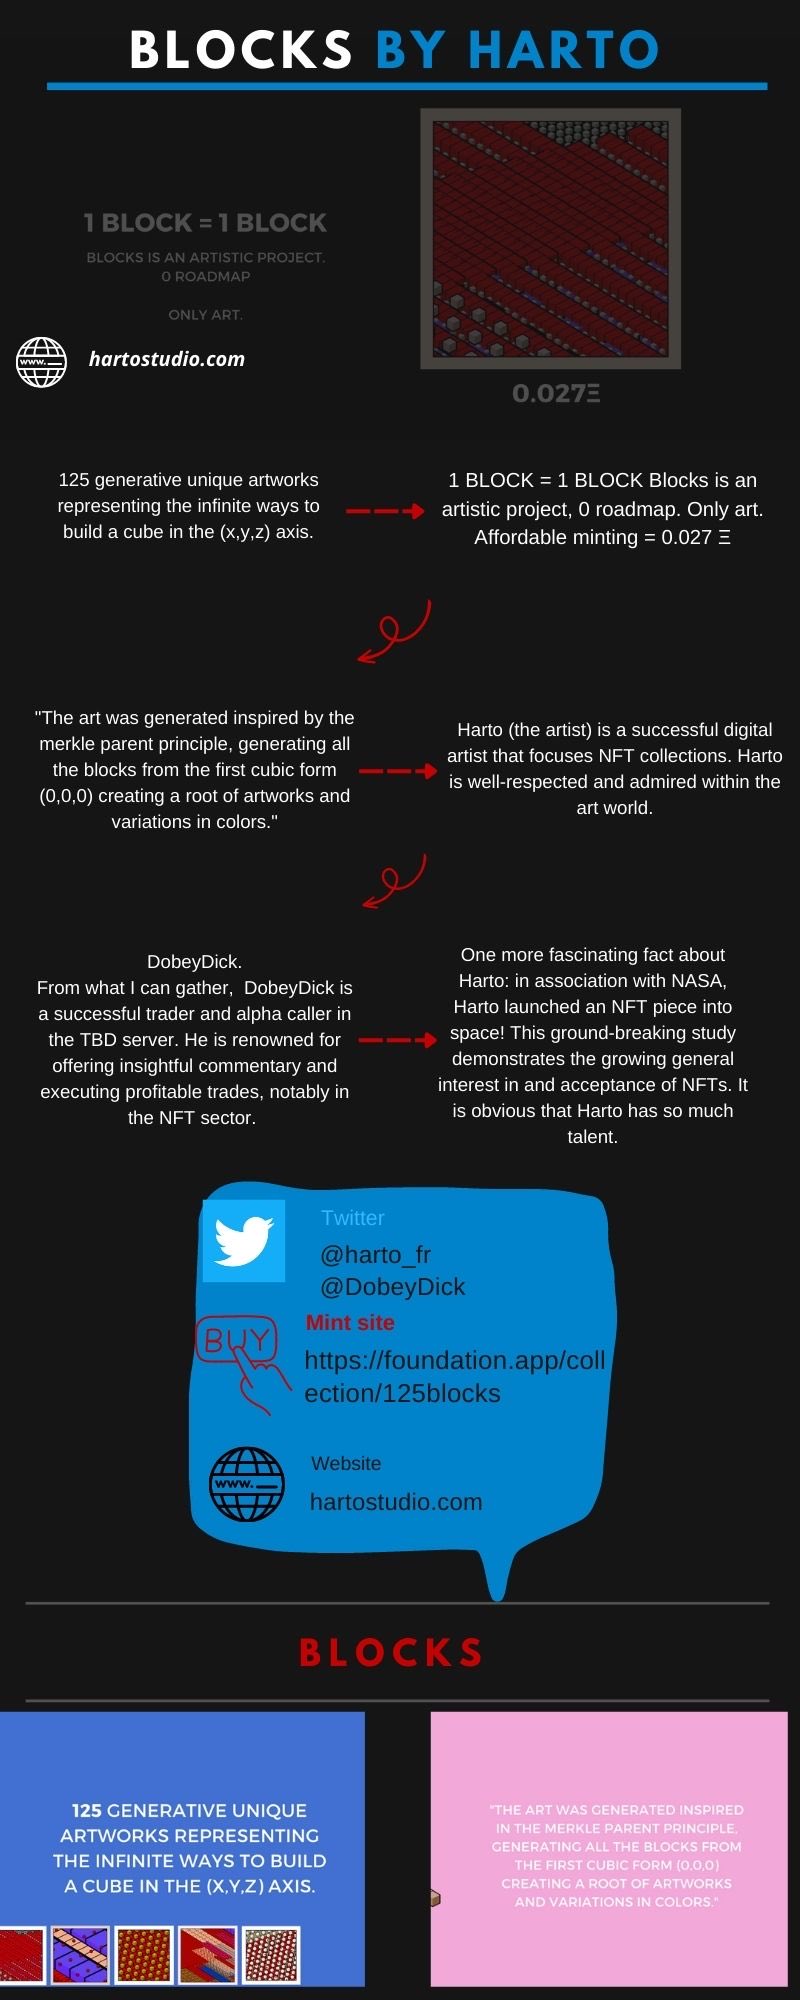 BLOCKS BY HARTO
1 BLOCK = 1 BLOCK
BLOCKS IS AN ARTISTIC PROJECT.
0 ROADMAP
ONLY ART.
www.
hartostudio.com
0.027Ξ
125 generative unique artworks
representing the infinite ways to
build a cube in the (x,y,z) axis.
1 BLOCK = 1 BLOCK Blocks is an
artistic project, 0 roadmap. Only art.
Affordable minting = 0.027 Ξ
"The art was generated inspired by the
merkle parent principle, generating all
the blocks from the first cubic form
(0,0,0) creating a root of artworks and
variations in colors."
Harto (the artist) is a successful digital
artist that focuses NFT collections. Harto
is well-respected and admired within the
art world.
DobeyDick.
From what I can gather,  DobeyDick is
a successful trader and alpha caller in
the TBD server. He is renowned for
offering insightful commentary and
executing profitable trades, notably in
the NFT sector.
One more fascinating fact about
Harto: in association with NASA,
Harto launched an NFT piece into
space! This ground-breaking study
demonstrates the growing general
interest in and acceptance of NFTs. It
is obvious that Harto has so much
talent.
Twitter
@harto_fr
@DobeyDick
BUY
Mint site
https://foundation.app/coll
ection/125blocks
www.
Website
hartostudio.com
BLOCKS
125 GENERATIVE UNIQUE
ARTWORKS REPRESENTING
THE INFINITE WAYS TO BUILD
A CUBE IN THE (X,Y,Z) AXIS.
"THE ART WAS GENERATED INSPIRED
IN THE MERKLE PARENT PRINCIPLE,
GENERATING ALL THE BLOCKS FROM
THE FIRST CUBIC FORM (0,0,0)
CREATING A ROOT OF ARTWORKS
AND VARIATIONS IN COLORS."